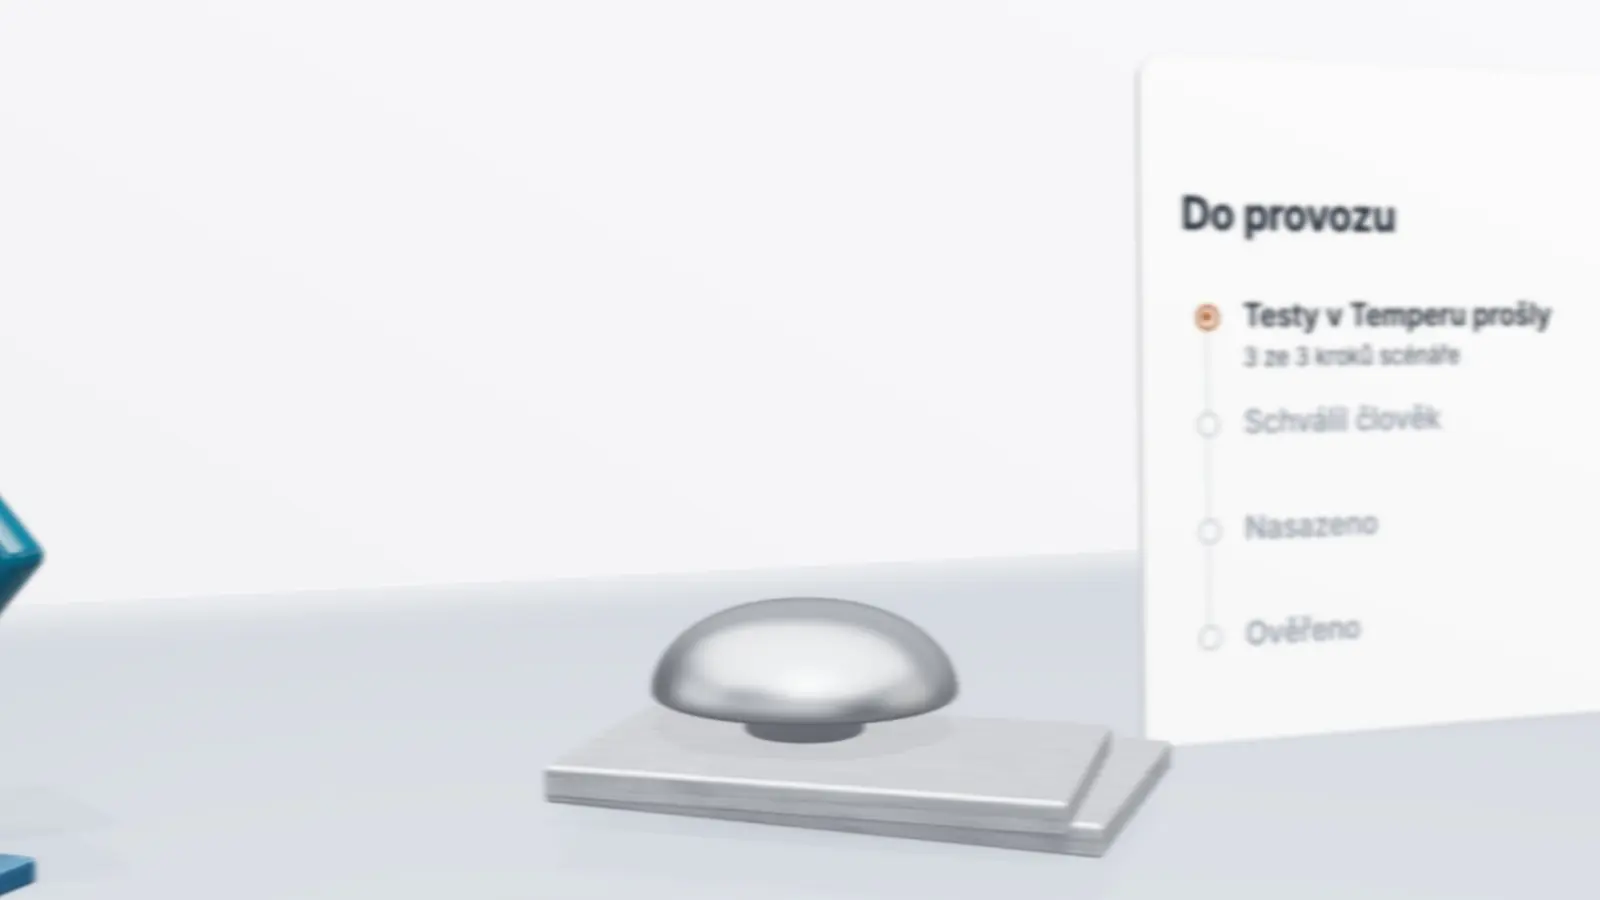 Do provozu
Testy v Temperu prošly
3 ze 3 kroků scénáře
Schválil člověk
Nasazeno
Ověřeno